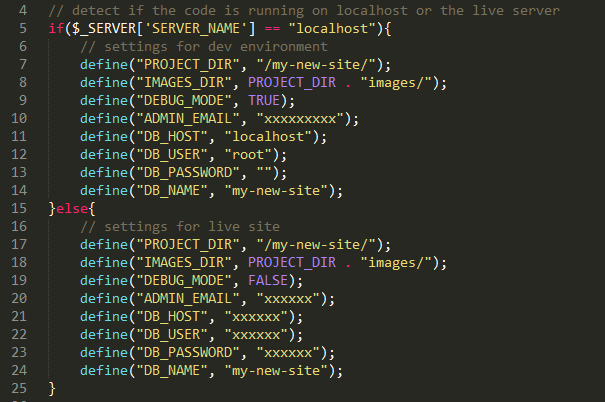 4 // detect if the code is running on localhost or the live server
5 if($_SERVER['SERVER_NAME'] == "localhost"){
6 // settings for dev environment
7 define("PROJECT_DIR", "/my-new-site/");
8 define("IMAGES_DIR", PROJECT_DIR . "images/");
9 define("DEBUG_MODE", TRUE);
10 define("ADMIN_EMAIL", "xxxxxxxxx");
11 define("DB_HOST", "localhost");
12 define("DB_USER", "root");
13 define("DB_PASSWORD", "");
14 define("DB_NAME", "my-new-site");
15 }else{
16 // settings for live site
17 define("PROJECT_DIR", "/my-new-site/");
18 define("IMAGES_DIR", PROJECT_DIR . "images/");
19 define("DEBUG_MODE", FALSE);
20 define("ADMIN_EMAIL", "xxxxxx");
21 define("DB_HOST", "xxxxxx");
22 define("DB_USER", "xxxxxx");
23 define("DB_PASSWORD", "xxxxxx");
24 define("DB_NAME", "my-new-site");
25 }